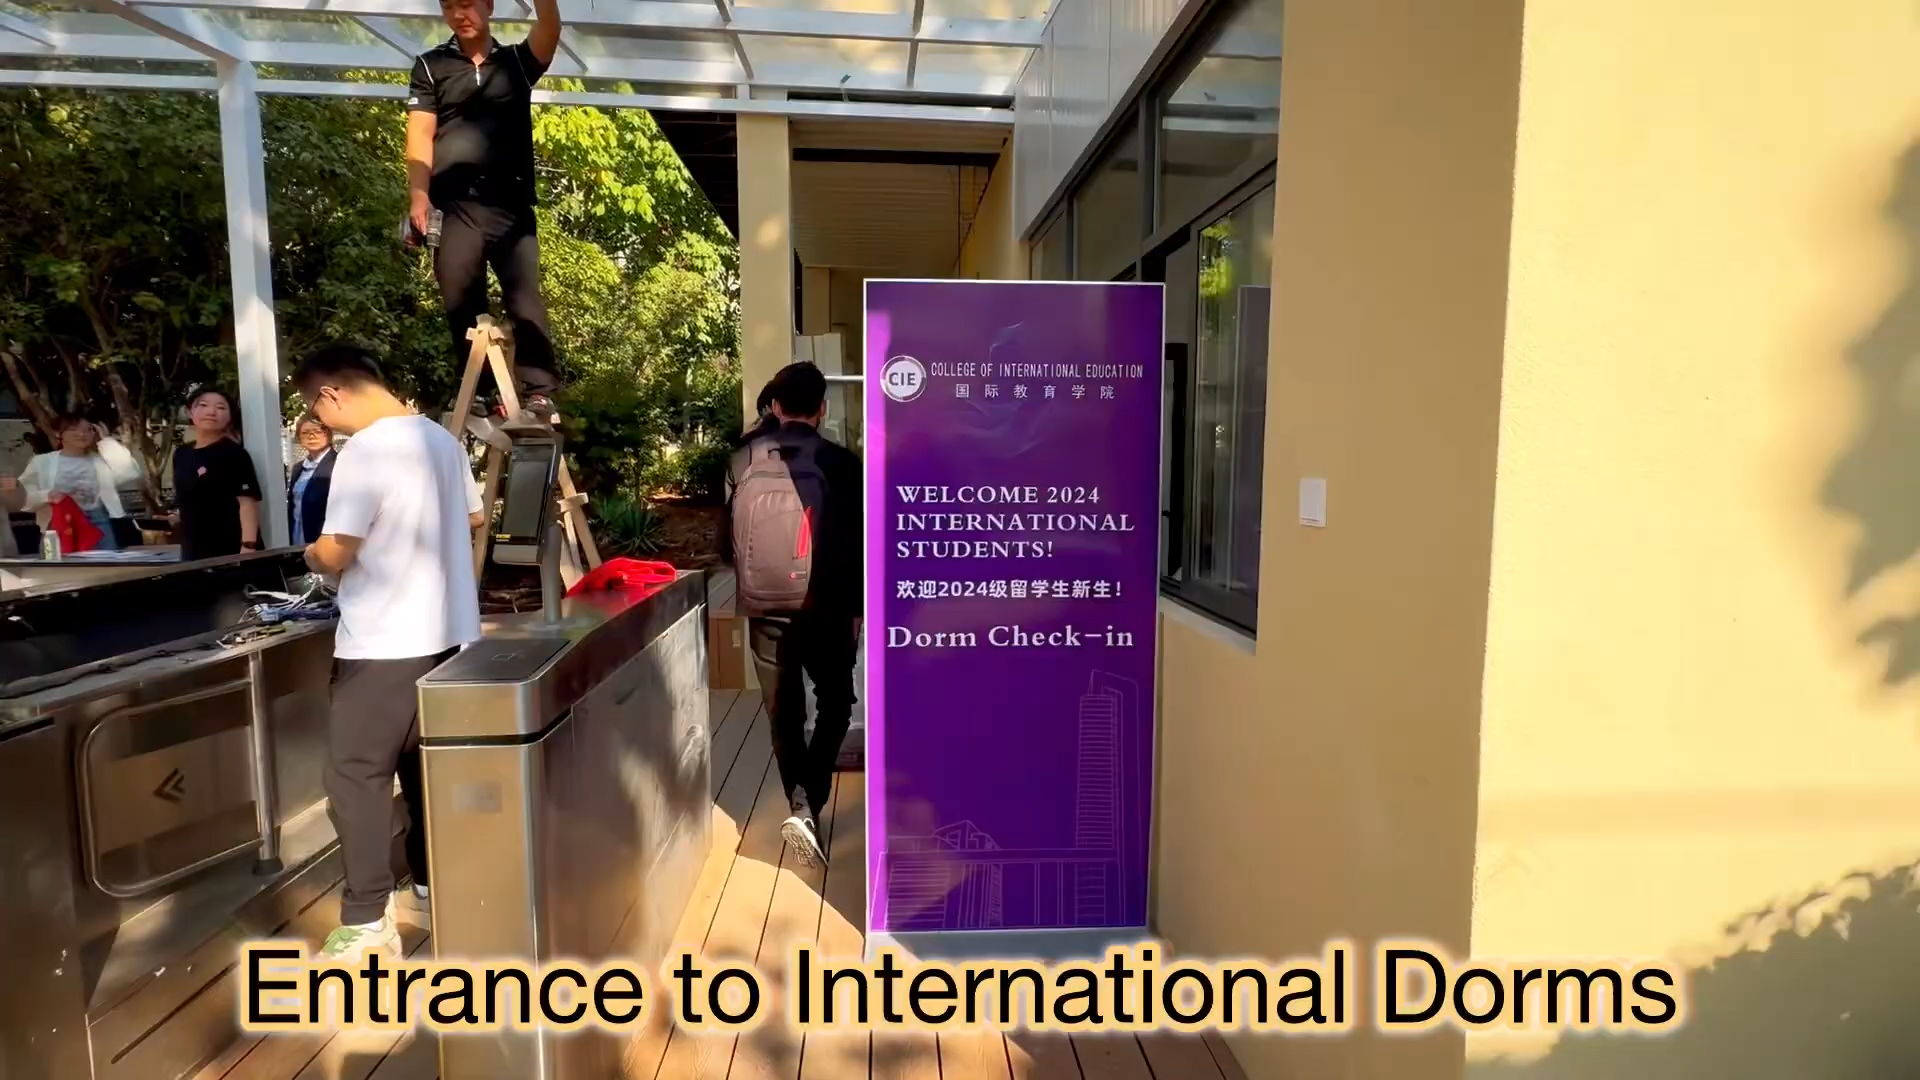 CIE
COLLEGE OF INTERNATIONAL EDUCATION
国际教育学院
WELCOME 2024
INTERNATIONAL
STUDENTS!
欢迎2024级留学生新生!
Dorm Check-in
Entrance to International Dorms